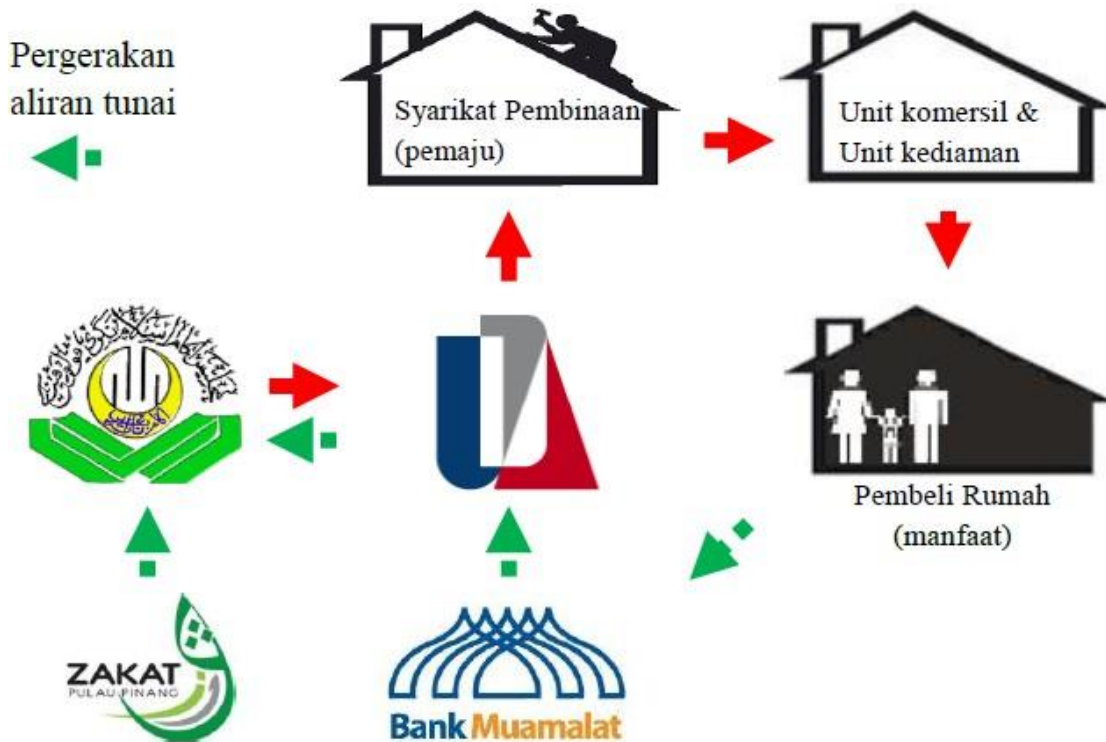 Pergerakan
aliran tunai
Syarikat Pembinaan
(pemaju)
Unit komersil &
Unit kediaman
Pembeli Rumah
(manfaat)
ZAKAT
PULAU PINANG
Bank Muamalat